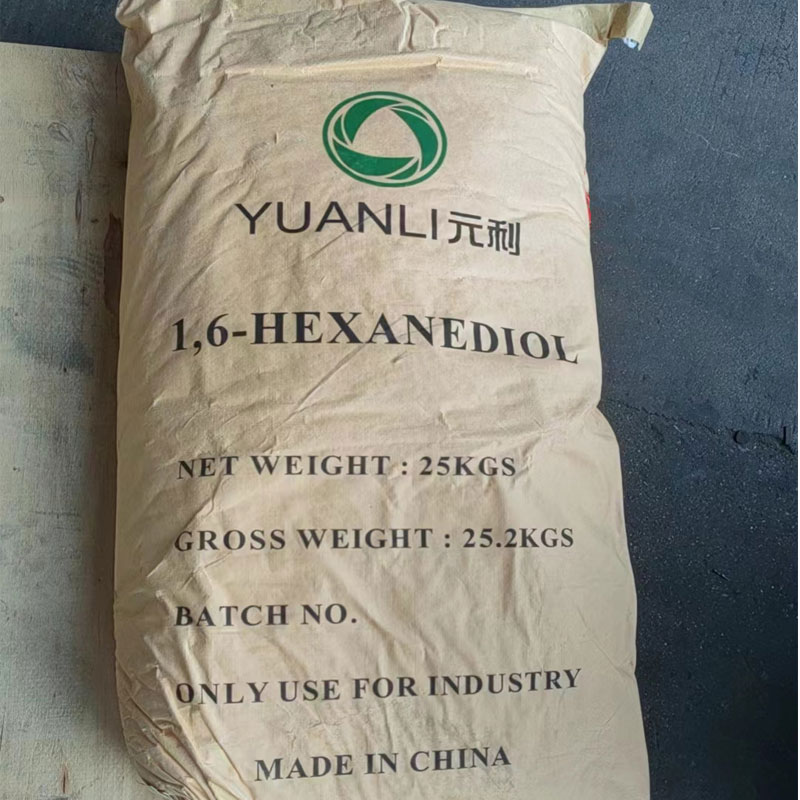 YUANLI元利
1,6-HEXANEDIOL
NET WEIGHT : 25KGS
GROSS WEIGHT : 25.2KGS
BATCH NO.
ONLY USE FOR INDUSTRY
MADE IN CHINA